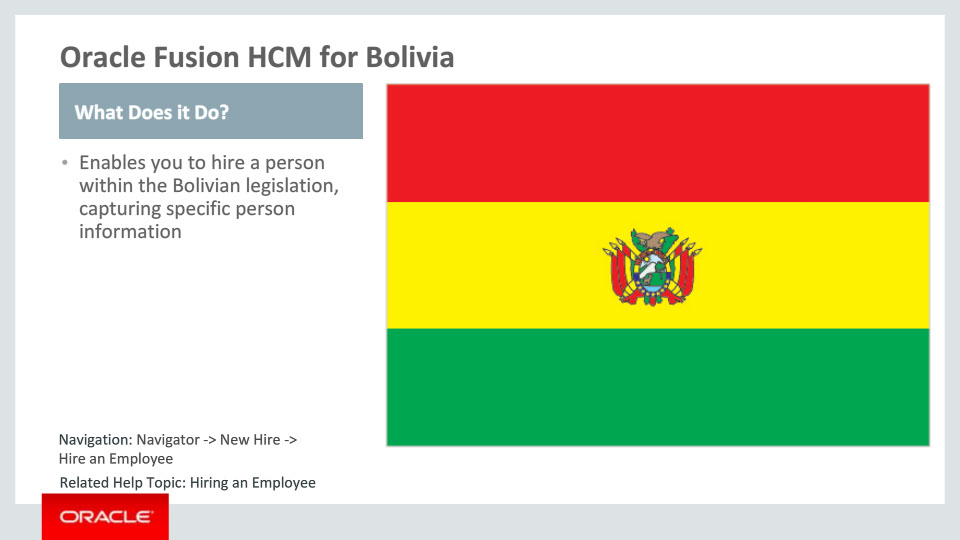 Oracle Fusion HCM for Bolivia
What Does it Do?
• Enables you to hire a person
within the Bolivian legislation,
capturing specific person
information
Navigation: Navigator -> New Hire ->
Hire an Employee
Related Help Topic: Hiring an Employee
ORACLE